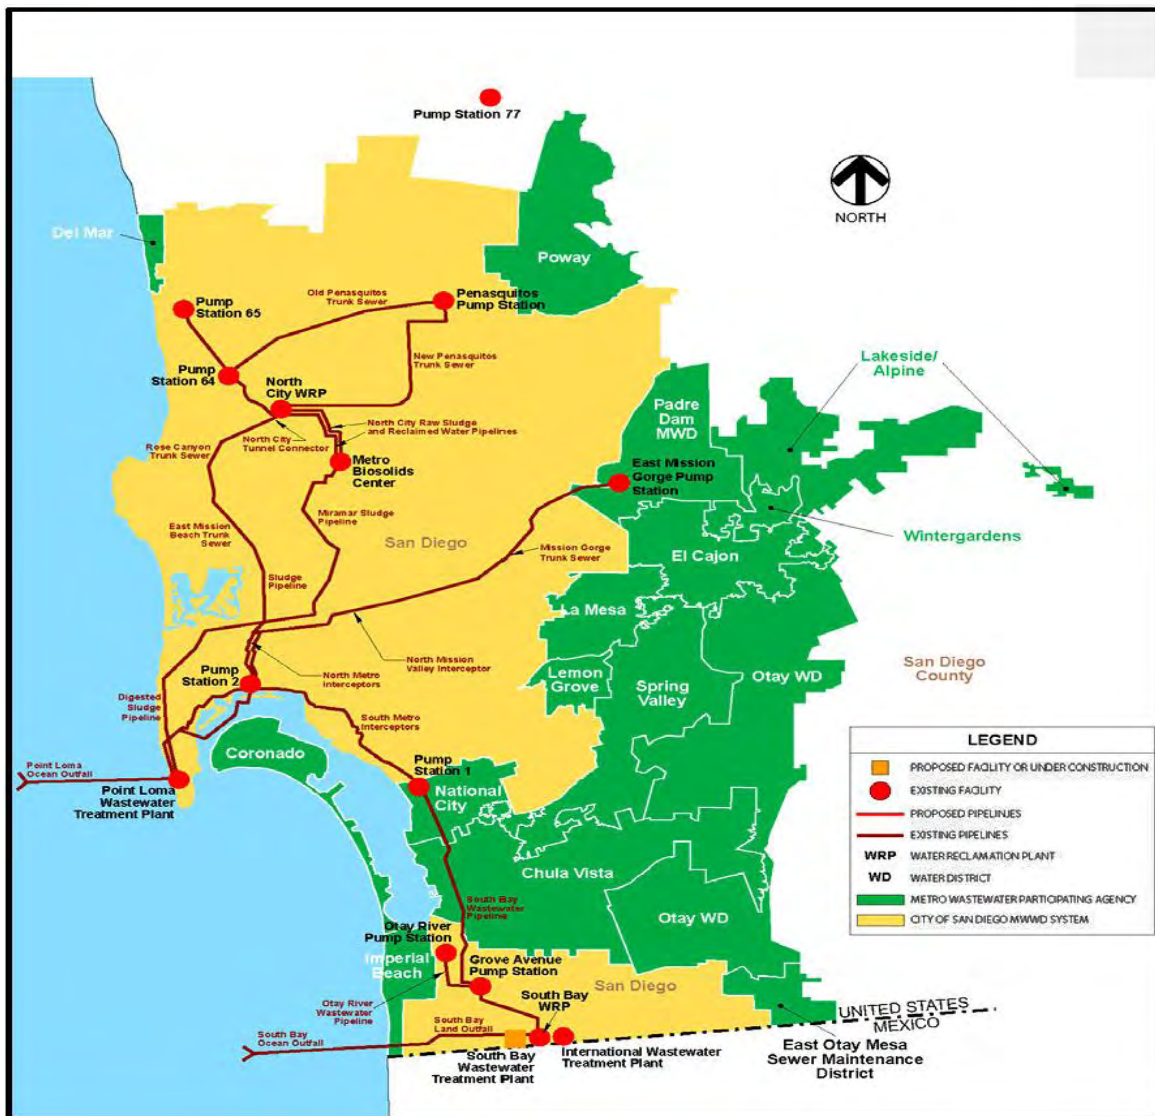 Pump Station 77
NORTH
Del Mar
Poway
Pump
Station 65
Old Penasquitos
Trunk Sewer
Penasquitos
Pump Station
New Penasquitos
Trunk Sewer
Pump
Station 64
North
City WRP
Lakeside/
Alpine
Padre
Dam
MWD
North City Raw Sludge
and Reclaimed Water Pipelines
Rose Canyon
Trunk Sewer
North City
Tunnel Connector
Metro
Biosolids
Center
East Mission
Gorge Pump
Station
Miramar Sludge
Pipeline
East Mission
Beach Trunk
Sewer
San Diego
Wintergardens
Mission Gorge
Trunk Sewer
El Cajon
Sludge
Pipeline
La Mesa
North Mission
Valley Interceptor
Pump
Station 2
North Metro
Interceptors
Lemon
Grove
Spring
Valley
Otay WD
San Diego
County
Digested
Sludge
Pipeline
South Metro
Interceptors
Coronado
Point Loma
Ocean Outfall
Point Loma
Wastewater
Treatment Plant
Pump
Station 1
National
City
LEGEND
PROPOSED FACILITY OR UNDER CONSTRUCTION
EXISTING FACILITY
PROPOSED PIPELINJES
EXISTING PIPELINES
WRP WATER RECLAMATION PLANT
WD WATER DISTRICT
METRO WASTEWATER PARTICIPATING AGENCY
CITY OF SAN DIEGO MWWD SYSTEM
Chula Vista
South Bay
Wastewater
Pipeline
Otay WD
Otay River
Pump Station
Imperial
Beach
Grove Avenue
Pump Station
San Diego
South Bay
WRP
Otay River
Wastewater
Pipeline
South Bay
Land Outfall
South Bay
Ocean Outfall
UNITED STATES
MEXICO
South Bay
Wastewater
Treatment Plant
International Wastewater
Treatment Plant
East Otay Mesa
Sewer Maintenance
District